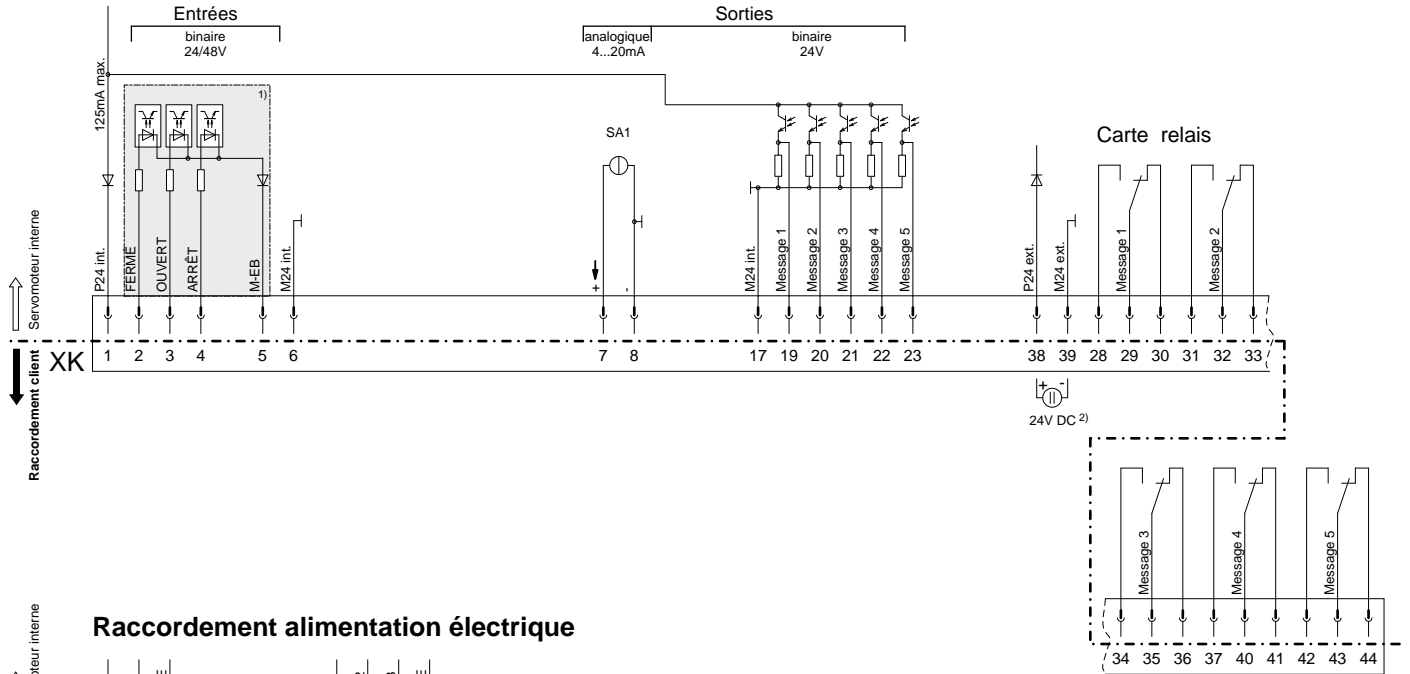 Entrées
Sorties
binaire
24/48V
analogique
4...20mA
binaire
24V
125mA max.
1)
SA1
Carte relais
P24 int.
FERMÉ
OUVERT
ARRÊT
M-EB
M24 int.
+
-
M24 int.
Message 1
Message 2
Message 3
Message 4
Message 5
P24 ext.
M24 ext.
Message 1
Message 2
Servomoteur interne
Raccordement client
XK
1 2 3 4 5 6 7 8 17 19 20 21 22 23 38 39 28 29 30 31 32 33
+ -
24V DC 2)
Message 3
Message 4
Message 5
34 35 36 37 40 41 42 43 44
Raccordement alimentation électrique